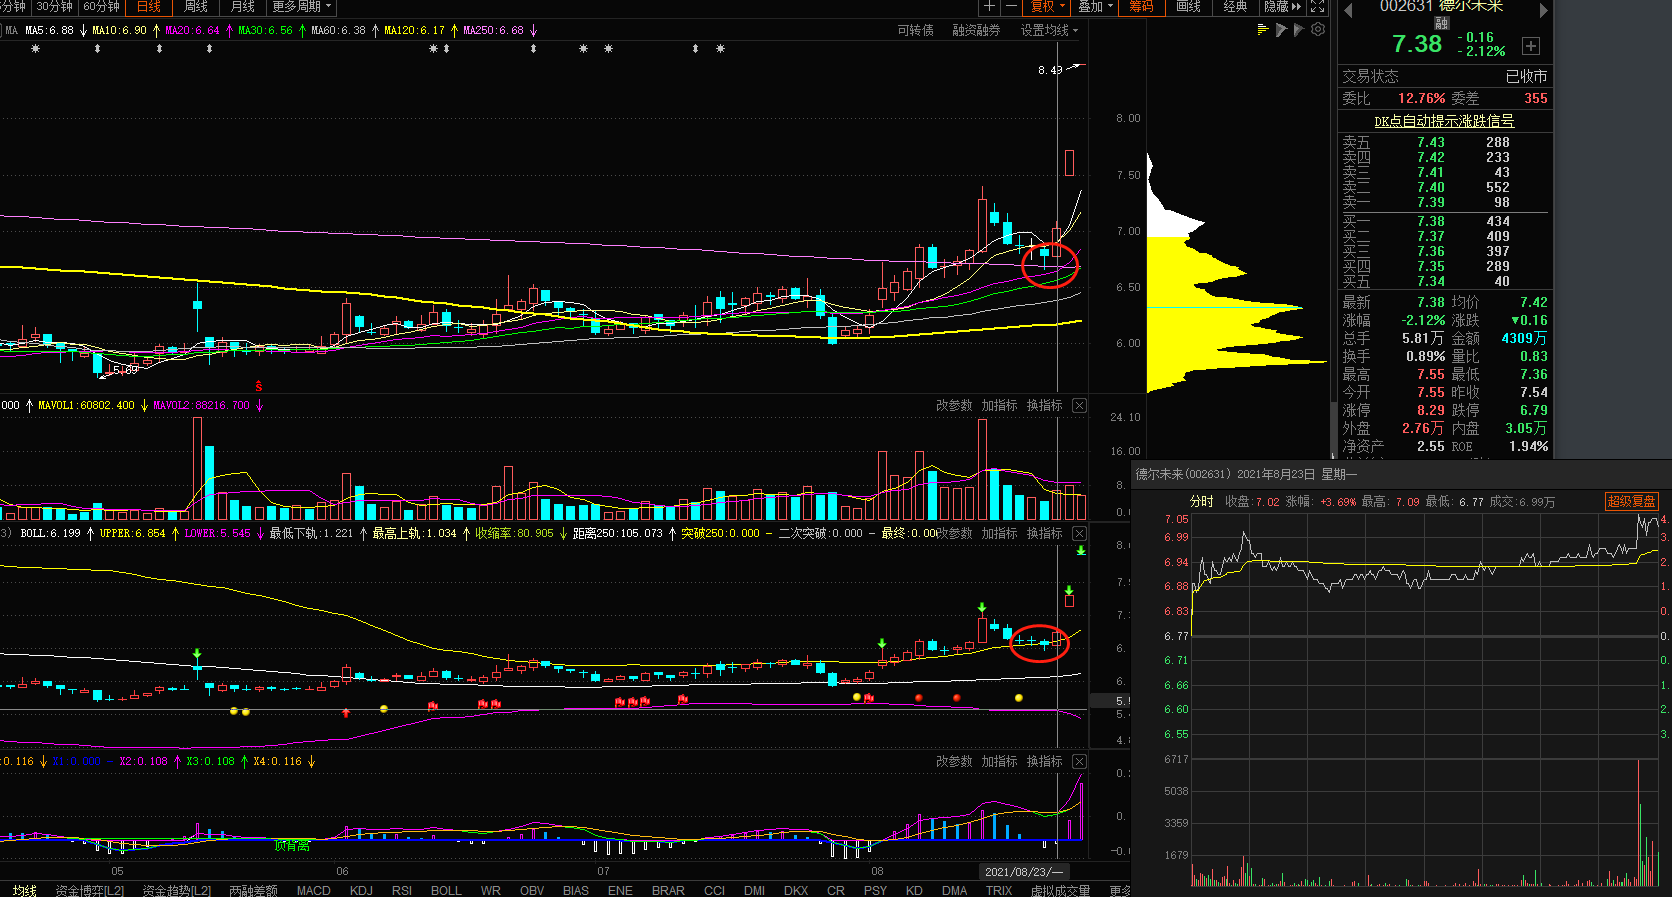 5分钟 30分钟 60分钟 日线 周线 月线 更多周期
＋ － 复权 叠加 筹码 画线 经典 隐藏
MA MA5:6.88 MA10:6.90 MA20:6.64 MA30:6.56 MA60:6.38 MA120:6.17 MA250:6.68
可转债 融资融券 设置均线
8.49
5.69
8.00
7.50
7.00
6.50
6.00
000 MAVOL1:60802.400 MAVOL2:88216.700
改参数 加指标 换指标
24.10
16.00
3) BOLL:6.199 UPPER:6.854 LOWER:5.545 最低下轨:1.221 最高上轨:1.034 收缩率:80.905 距离250:105.073 突破250:0.000 － 二次突破:0.000 － 最终:0.000
改参数 加指标 换指标
:0.116 X1:0.000 － X2:0.108 X3:0.108 X4:0.116
改参数 加指标 换指标
顶背离
05 06 07 08 2021/08/23/一
均线 资金博弈[L2] 资金趋势[L2] 两融差额 MACD KDJ RSI BOLL WR OBV BIAS ENE BRAR CCI DMI DKX CR PSY KD DMA TRIX 虚拟成交量 更多
002631 德尔未来
融
7.38
-0.16
-2.12%
交易状态 已收市
委比 12.76% 委差 355
DK点自动提示涨跌信号
卖五 7.43 288
卖四 7.42 233
卖三 7.41 43
卖二 7.40 552
卖一 7.39 98
买一 7.38 434
买二 7.37 409
买三 7.36 397
买四 7.35 289
买五 7.34 40
最新 7.38 均价 7.42
涨幅 -2.12% 涨跌 ▼0.16
总手 5.81万 金额 4309万
换手 0.89% 量比 0.83
最高 7.55 最低 7.36
今开 7.55 昨收 7.54
涨停 8.29 跌停 6.79
外盘 2.76万 内盘 3.05万
净资产 2.55 ROE 1.94%
德尔未来(002631) 2021年8月23日 星期一
分时 收盘:7.02 涨幅: +3.69% 最高: 7.09 最低: 6.77 成交:6.99万 超级复盘
7.05
6.99
6.94
6.88
6.83
6.77
6.71
6.66
6.60
6.55
6717
5038
3359
1679